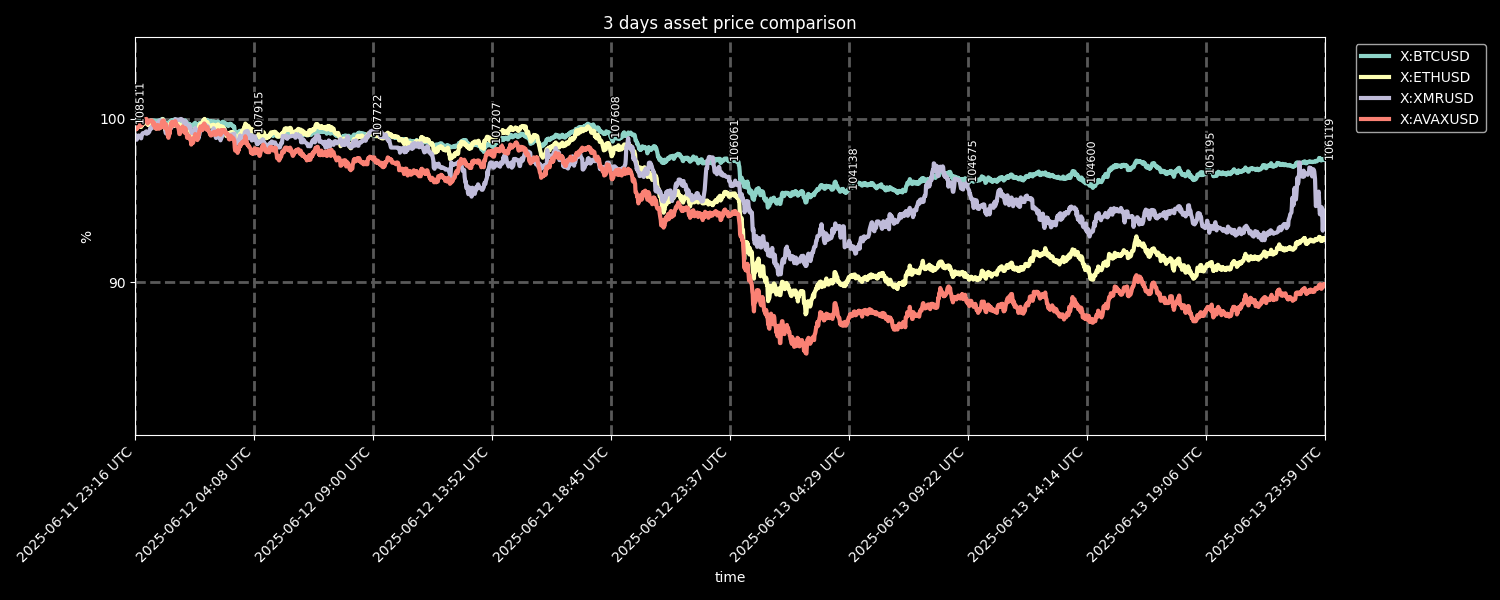 3 days asset price comparison
X:BTCUSD
X:ETHUSD
X:XMRUSD
X:AVAXUSD
%
100
90
108511
107915
107722
107207
107608
106061
104138
104675
104600
105195
106119
2025-06-11 23:16 UTC
2025-06-12 04:08 UTC
2025-06-12 09:00 UTC
2025-06-12 13:52 UTC
2025-06-12 18:45 UTC
2025-06-12 23:37 UTC
2025-06-13 04:29 UTC
2025-06-13 09:22 UTC
2025-06-13 14:14 UTC
2025-06-13 19:06 UTC
2025-06-13 23:59 UTC
time